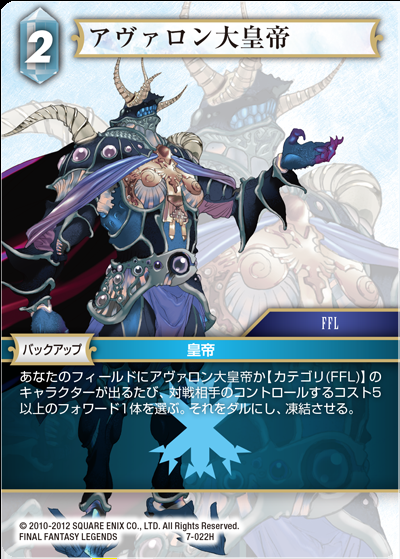 2
アヴァロン大皇帝
FFL
バックアップ
皇帝
あなたのフィールドにアヴァロン大皇帝か【カテゴリ(FFL)】の
キャラクターが出るたび、対戦相手のコントロールするコスト5
以上のフォワード1体を選ぶ。それをダルにし、凍結させる。
© 2010-2012 SQUARE ENIX CO., LTD. All Rights Reserved.
FINAL FANTASY LEGENDS
7-022H